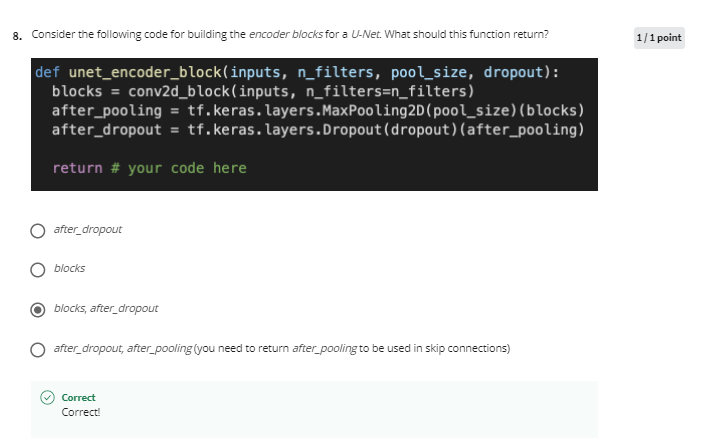 8. Consider the following code for building the encoder blocks for a U-Net. What should this function return?
1 / 1 point
def unet_encoder_block(inputs, n_filters, pool_size, dropout):
blocks = conv2d_block(inputs, n_filters=n_filters)
after_pooling = tf.keras.layers.MaxPooling2D(pool_size)(blocks)
after_dropout = tf.keras.layers.Dropout(dropout)(after_pooling)
return # your code here
after_dropout
blocks
blocks, after_dropout
after_dropout, after_pooling (you need to return after_pooling to be used in skip connections)
Correct
Correct!